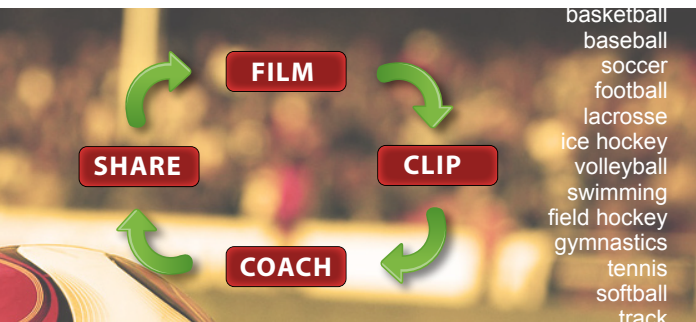 FILM
CLIP
COACH
SHARE
basketball
baseball
soccer
football
lacrosse
ice hockey
volleyball
swimming
field hockey
gymnastics
tennis
softball
track